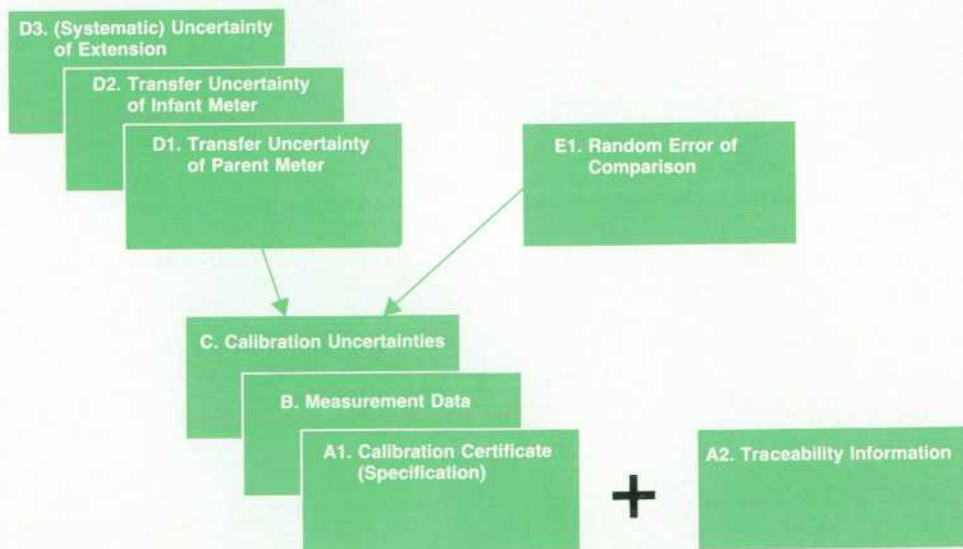 D3. (Systematic) Uncertainty
of Extension
D2. Transfer Uncertainty
of Infant Meter
D1. Transfer Uncertainty
of Parent Meter
E1. Random Error of
Comparison
C. Calibration Uncertainties
B. Measurement Data
A1. Calibration Certificate
(Specification)
+
A2. Traceability Information